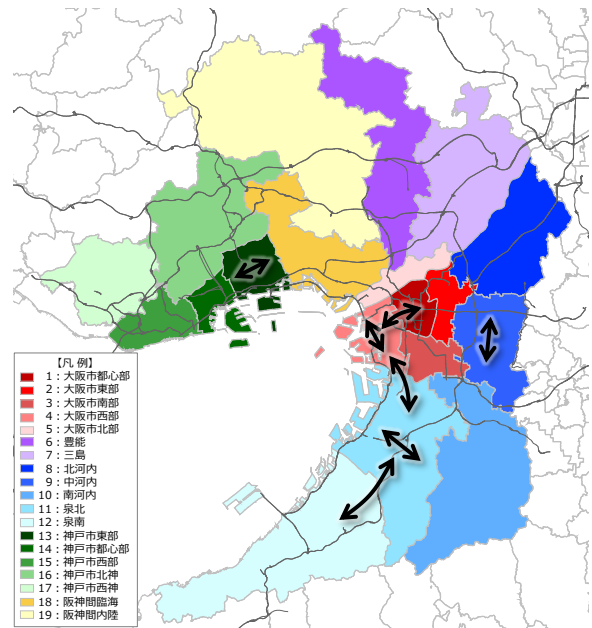 【凡 例】
1：大阪市都心部
2：大阪市東部
3：大阪市南部
4：大阪市西部
5：大阪市北部
6：豊能
7：三島
8：北河内
9：中河内
10：南河内
11：泉北
12：泉南
13：神戸市東部
14：神戸市都心部
15：神戸市西部
16：神戸市北神
17：神戸市西神
18：阪神間臨海
19：阪神間内陸